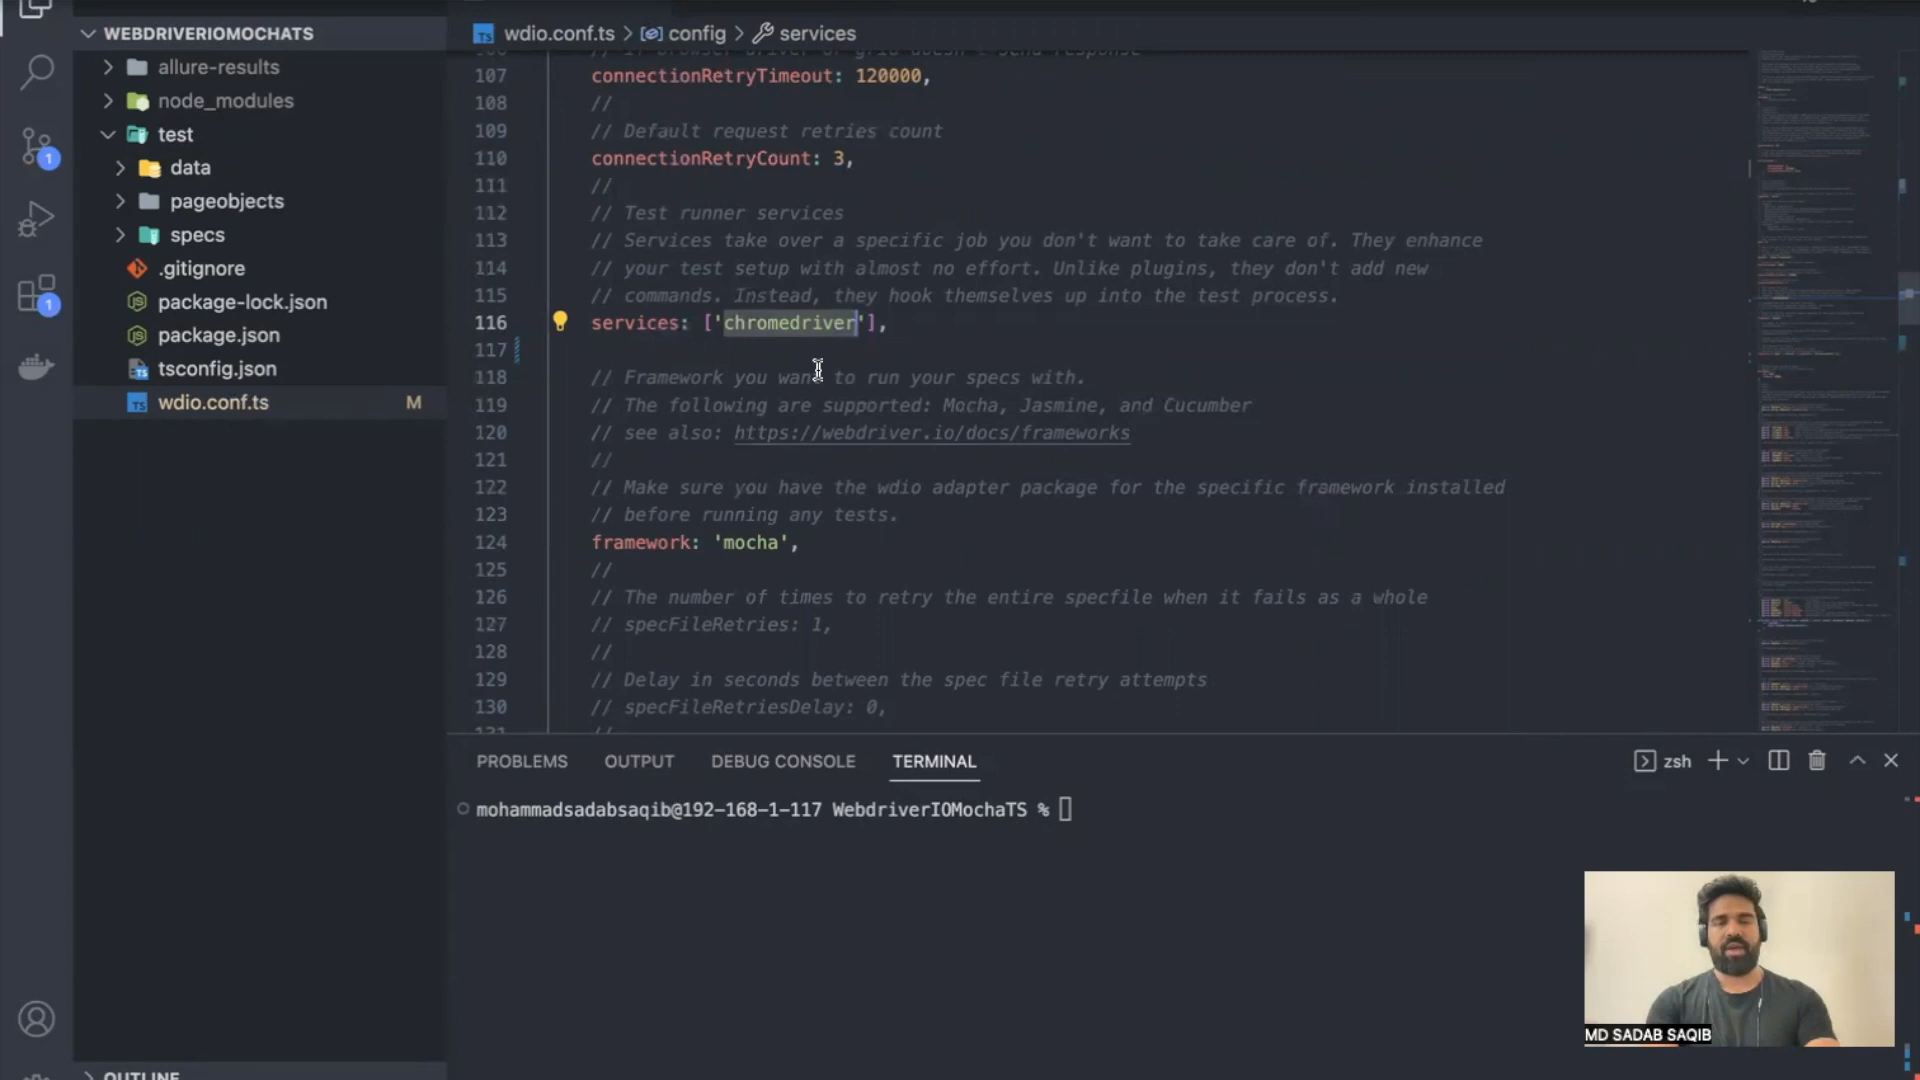 WEBDRIVERIOMOCHATS
allure-results
node_modules
test
data
pageobjects
specs
.gitignore
package-lock.json
package.json
tsconfig.json
wdio.conf.ts M
1
1
OUTLINE
wdio.conf.ts > config > services
107 connectionRetryTimeout: 120000,
108 //
109 // Default request retries count
110 connectionRetryCount: 3,
111 //
112 // Test runner services
113 // Services take over a specific job you don't want to take care of. They enhance
114 // your test setup with almost no effort. Unlike plugins, they don't add new
115 // commands. Instead, they hook themselves up into the test process.
116 services: ['chromedriver'],
117
118 // Framework you want to run your specs with.
119 // The following are supported: Mocha, Jasmine, and Cucumber
120 // see also: https://webdriver.io/docs/frameworks
121 //
122 // Make sure you have the wdio adapter package for the specific framework installed
123 // before running any tests.
124 framework: 'mocha',
125 //
126 // The number of times to retry the entire specfile when it fails as a whole
127 // specFileRetries: 1,
128 //
129 // Delay in seconds between the spec file retry attempts
130 // specFileRetriesDelay: 0,
PROBLEMS OUTPUT DEBUG CONSOLE TERMINAL zsh
mohammadsadabsaqib@192-168-1-117 WebdriverIOMochaTS %
MD SADAB SAQIB